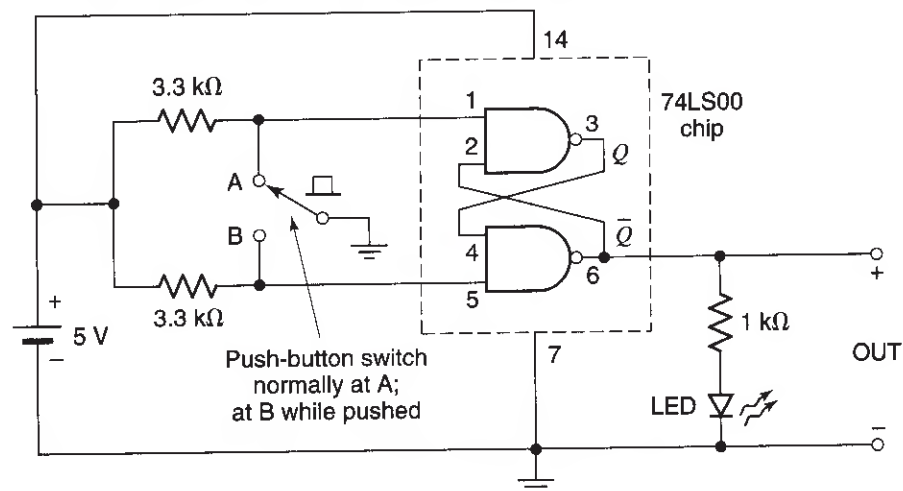 14
3.3 kΩ
74LS00
chip
1
3
2
Q
A
B
4
Q̅
6
5
+
3.3 kΩ
+
5 V
−
1 kΩ
7
OUT
Push-button switch
normally at A;
at B while pushed
LED
−